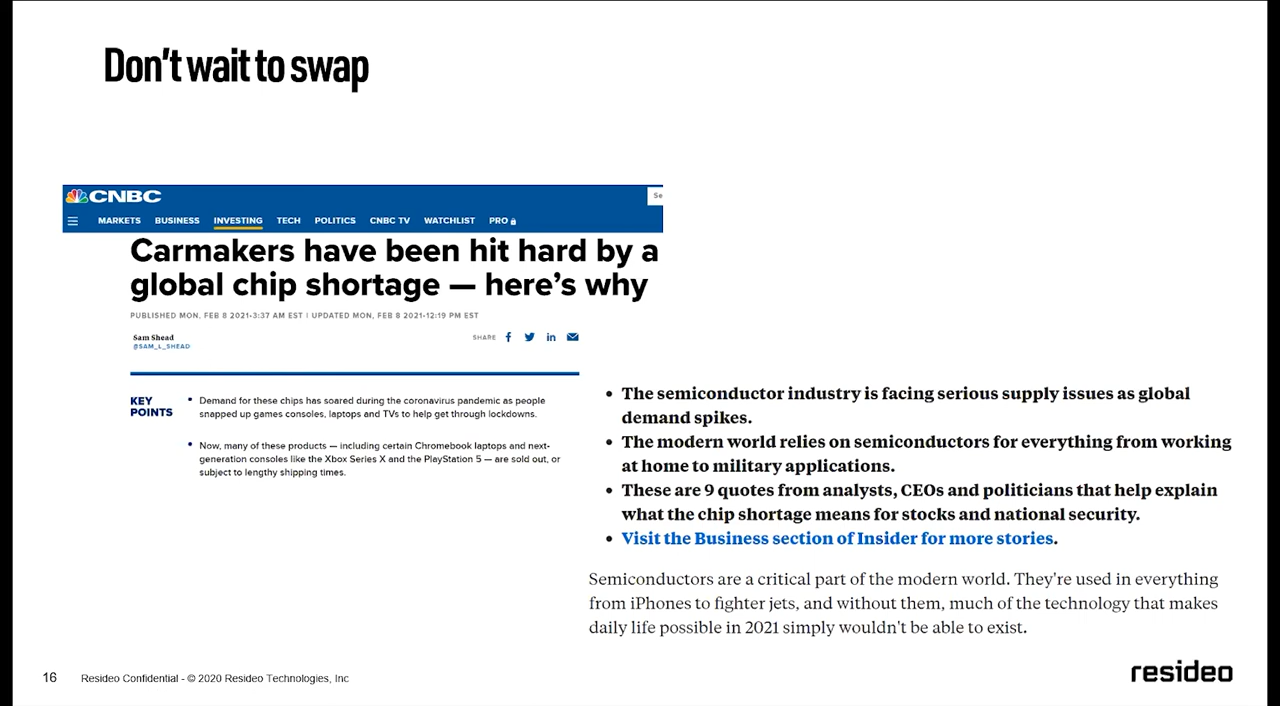 Don't wait to swap
CNBC
Se
MARKETS BUSINESS INVESTING TECH POLITICS CNBC TV WATCHLIST PRO
Carmakers have been hit hard by a
global chip shortage — here's why
PUBLISHED MON, FEB 8 2021•3:37 AM EST | UPDATED MON, FEB 8 2021•12:19 PM EST
Sam Shead
@SAM_L_SHEAD
SHARE
KEY
POINTS
• Demand for these chips has soared during the coronavirus pandemic as people
snapped up games consoles, laptops and TVs to help get through lockdowns.
• Now, many of these products — including certain Chromebook laptops and next-
generation consoles like the Xbox Series X and the PlayStation 5 — are sold out, or
subject to lengthy shipping times.
• The semiconductor industry is facing serious supply issues as global
demand spikes.
• The modern world relies on semiconductors for everything from working
at home to military applications.
• These are 9 quotes from analysts, CEOs and politicians that help explain
what the chip shortage means for stocks and national security.
• Visit the Business section of Insider for more stories.
Semiconductors are a critical part of the modern world. They're used in everything
from iPhones to fighter jets, and without them, much of the technology that makes
daily life possible in 2021 simply wouldn't be able to exist.
16 Resideo Confidential - © 2020 Resideo Technologies, Inc
resideo